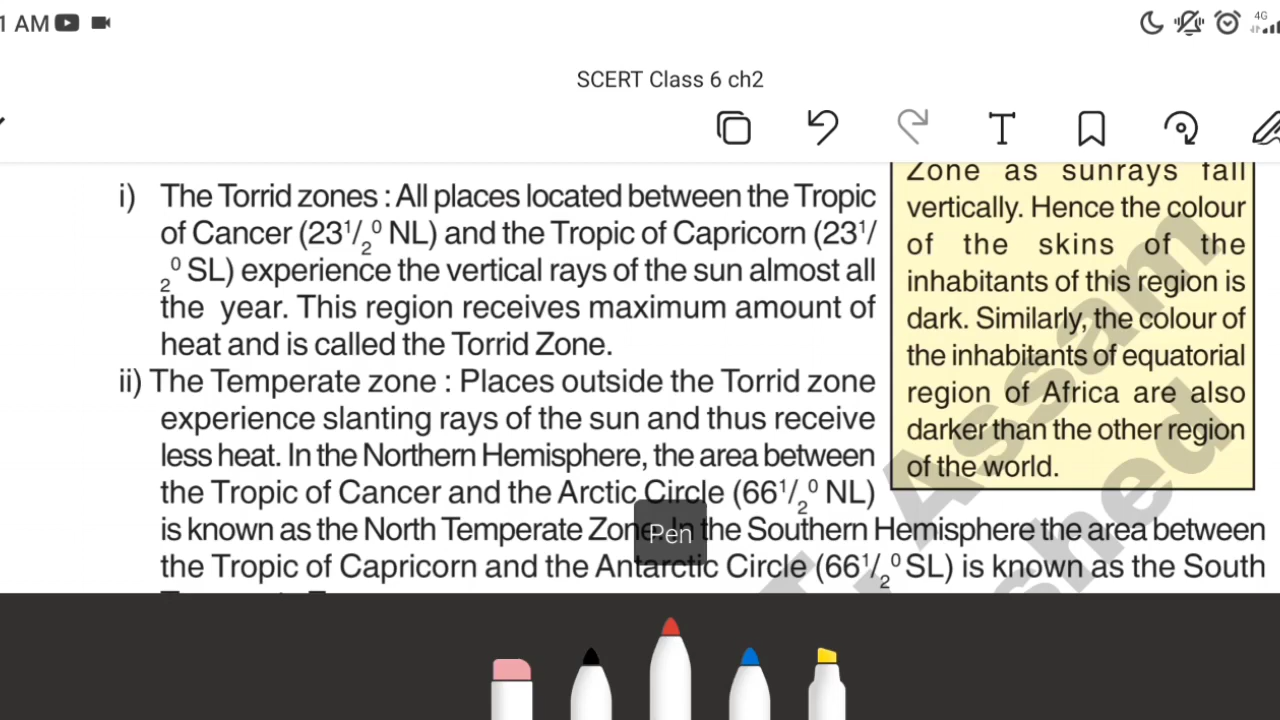 1 AM
4G
SCERT Class 6 ch2
T
i) The Torrid zones : All places located between the Tropic
of Cancer (23¹/₂⁰ NL) and the Tropic of Capricorn (23¹/
₂⁰ SL) experience the vertical rays of the sun almost all
the year. This region receives maximum amount of
heat and is called the Torrid Zone.
ii) The Temperate zone : Places outside the Torrid zone
experience slanting rays of the sun and thus receive
less heat. In the Northern Hemisphere, the area between
the Tropic of Cancer and the Arctic Circle (66¹/₂⁰ NL)
is known as the North Temperate Zone. In the Southern Hemisphere the area between
the Tropic of Capricorn and the Antarctic Circle (66¹/₂⁰ SL) is known as the South
Zone as sunrays fall
vertically. Hence the colour
of the skins of the
inhabitants of this region is
dark. Similarly, the colour of
the inhabitants of equatorial
region of Africa are also
darker than the other region
of the world.
Assam
shed
Pen